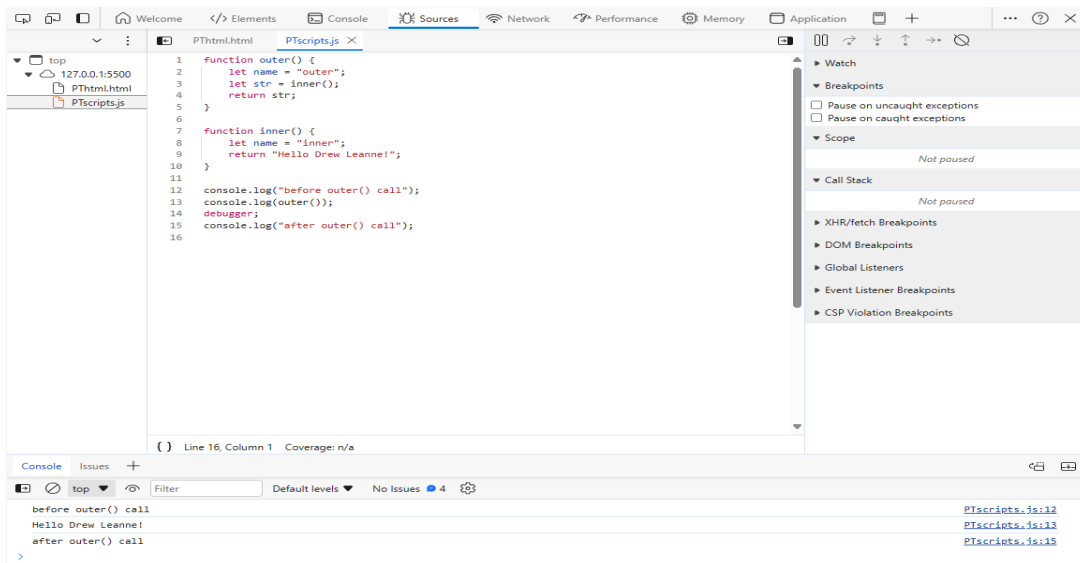 Welcome </> Elements Console Sources Network Performance Memory Application + ... ? ×
PThtml.html PTscripts.js ×
top
127.0.0.1:5500
PThtml.html
PTscripts.js
1 function outer() {
2 let name = "outer";
3 let str = inner();
4 return str;
5 }
6
7 function inner() {
8 let name = "inner";
9 return "Hello Drew Leanne!";
10 }
11
12 console.log("before outer() call");
13 console.log(outer());
14 debugger;
15 console.log("after outer() call");
16
{ } Line 16, Column 1 Coverage: n/a
Watch
Breakpoints
Pause on uncaught exceptions
Pause on caught exceptions
Scope
Not paused
Call Stack
Not paused
XHR/fetch Breakpoints
DOM Breakpoints
Global Listeners
Event Listener Breakpoints
CSP Violation Breakpoints
Console Issues +
top Filter Default levels No Issues 4
before outer() call PTscripts.js:12
Hello Drew Leanne! PTscripts.js:13
after outer() call PTscripts.js:15
>